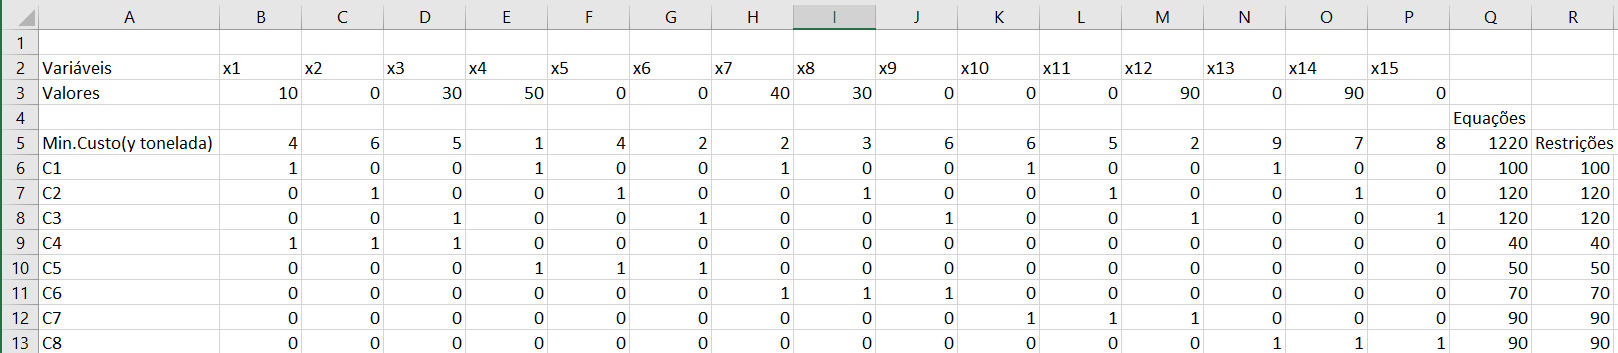 A B C D E F G H I J K L M N O P Q R
1
2 Variáveis x1 x2 x3 x4 x5 x6 x7 x8 x9 x10 x11 x12 x13 x14 x15
3 Valores 10 0 30 50 0 0 40 30 0 0 0 90 0 90 0
4 Equações
5 Min.Custo(y tonelada) 4 6 5 1 4 2 2 3 6 6 5 2 9 7 8 1220 Restrições
6 C1 1 0 0 1 0 0 1 0 0 1 0 0 1 0 0 100 100
7 C2 0 1 0 0 1 0 0 1 0 0 1 0 0 1 0 120 120
8 C3 0 0 1 0 0 1 0 0 1 0 0 1 0 0 1 120 120
9 C4 1 1 1 0 0 0 0 0 0 0 0 0 0 0 0 40 40
10 C5 0 0 0 1 1 1 0 0 0 0 0 0 0 0 0 50 50
11 C6 0 0 0 0 0 0 1 1 1 0 0 0 0 0 0 70 70
12 C7 0 0 0 0 0 0 0 0 0 1 1 1 0 0 0 90 90
13 C8 0 0 0 0 0 0 0 0 0 0 0 0 1 1 1 90 90